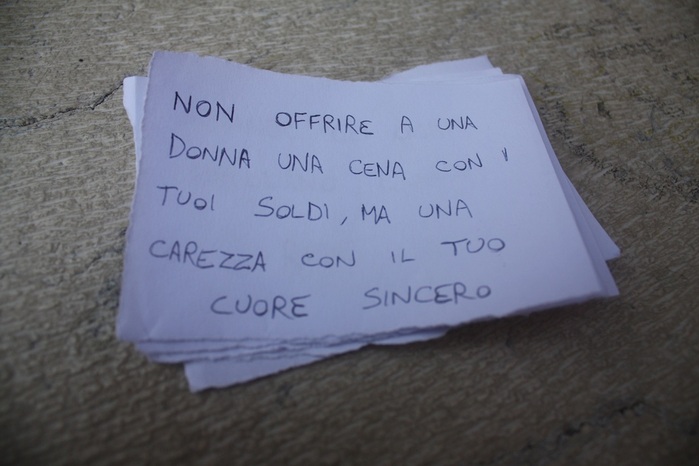 NON OFFRIRE A UNA
DONNA UNA CENA CON I
TUOI SOLDI, MA UNA
CAREZZA CON IL TUO
CUORE SINCERO